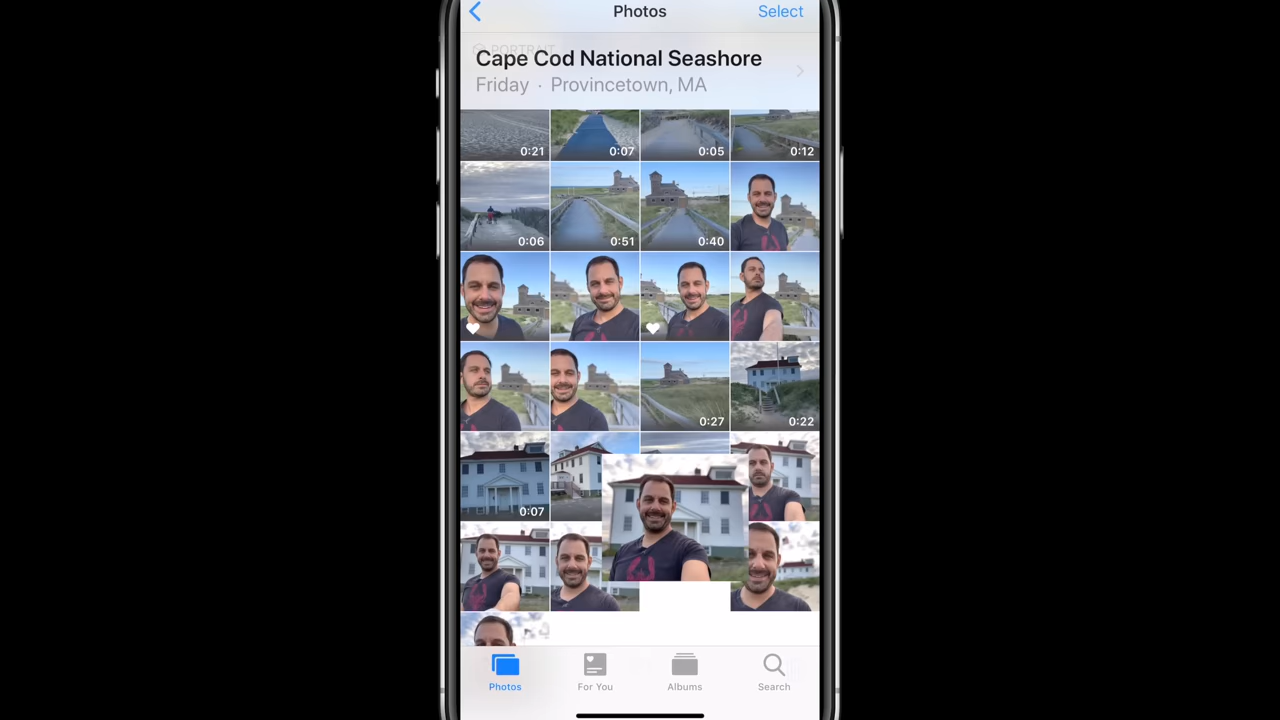 Photos
Select
PORTRAIT
Cape Cod National Seashore
Friday · Provincetown, MA
0:21
0:07
0:05
0:12
0:06
0:51
0:40
0:27
0:22
0:07
Photos
For You
Albums
Search